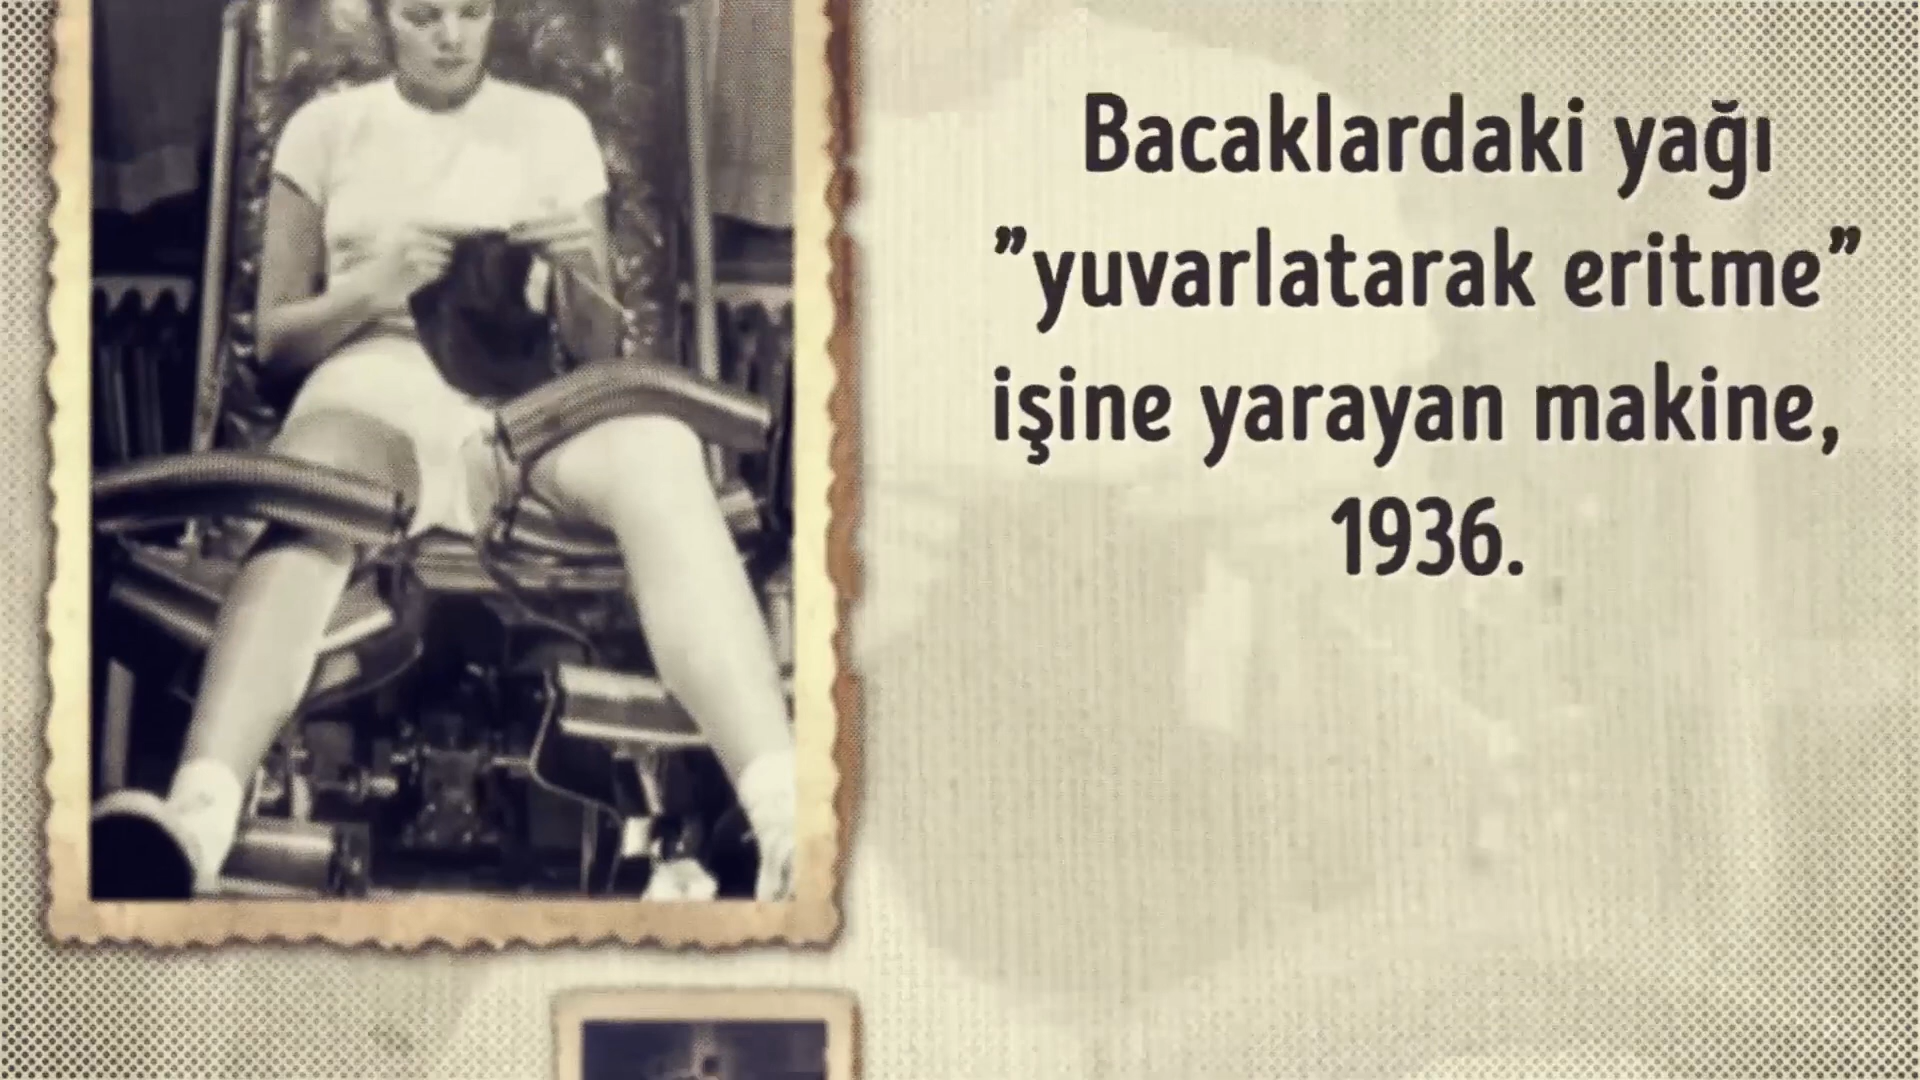 Bacaklardaki yağı
”yuvarlatarak eritme”
işine yarayan makine,
1936.